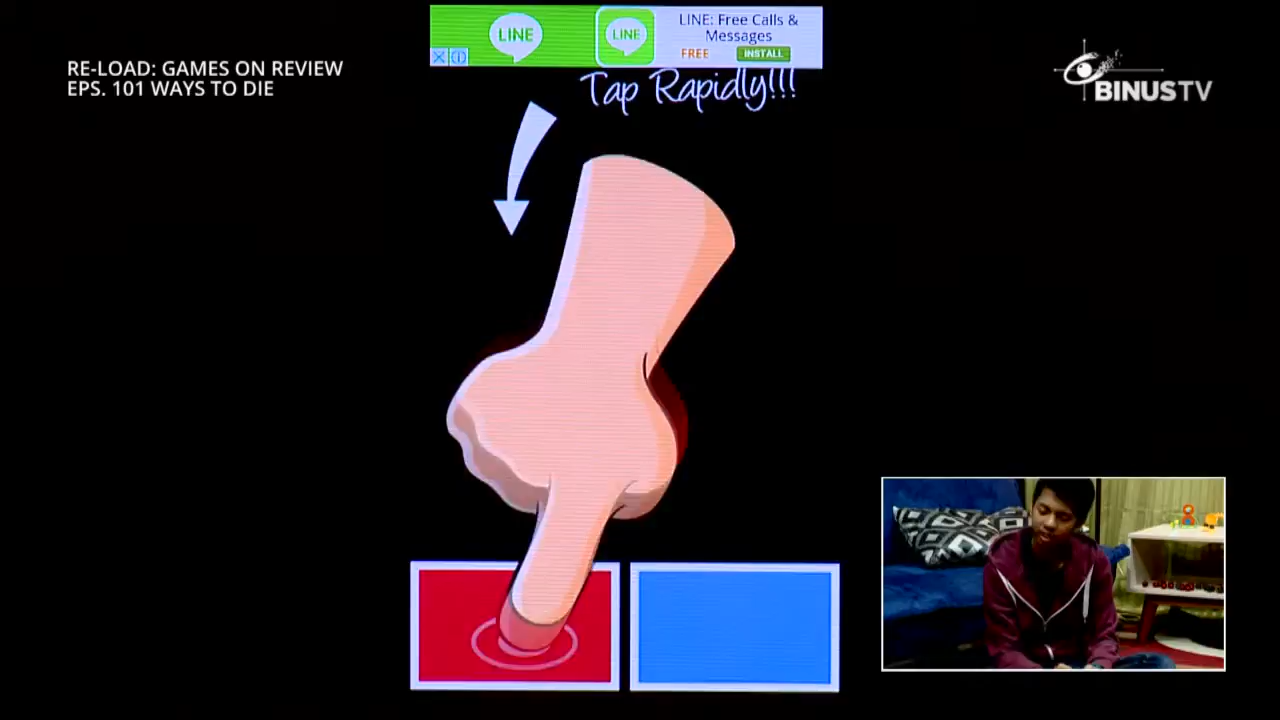 RE-LOAD: GAMES ON REVIEW
EPS. 101 WAYS TO DIE
LINE
LINE
LINE: Free Calls &
Messages
FREE
INSTALL
Tap Rapidly!!!
BINUSTV
8